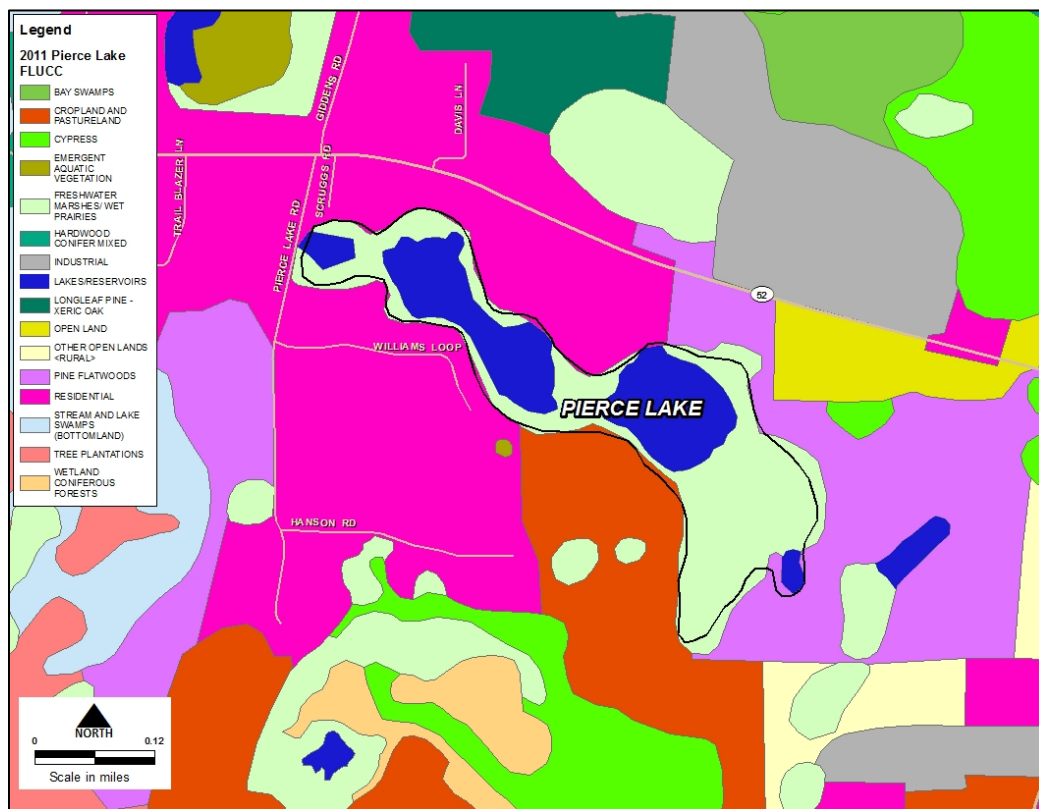 Legend
2011 Pierce Lake
FLUCC
BAY SWAMPS
CROPLAND AND
PASTURELAND
CYPRESS
EMERGENT
AQUATIC
VEGETATION
FRESHWATER
MARSHES/ WET
PRAIRIES
HARDWOOD
CONIFER MIXED
INDUSTRIAL
LAKES/RESERVOIRS
LONGLEAF PINE -
XERIC OAK
OPEN LAND
OTHER OPEN LANDS
<RURAL>
PINE FLATWOODS
RESIDENTIAL
STREAM AND LAKE
SWAMPS
(BOTTOMLAND)
TREE PLANTATIONS
WETLAND
CONIFEROUS
FORESTS
GIDDENS RD
DAVIS LN
TRAIL BLAZER LN
SCRUGGS RD
PIERCE LAKE RD
52
WILLIAMS LOOP
PIERCE LAKE
HANSON RD
NORTH
0 0.12
Scale in miles